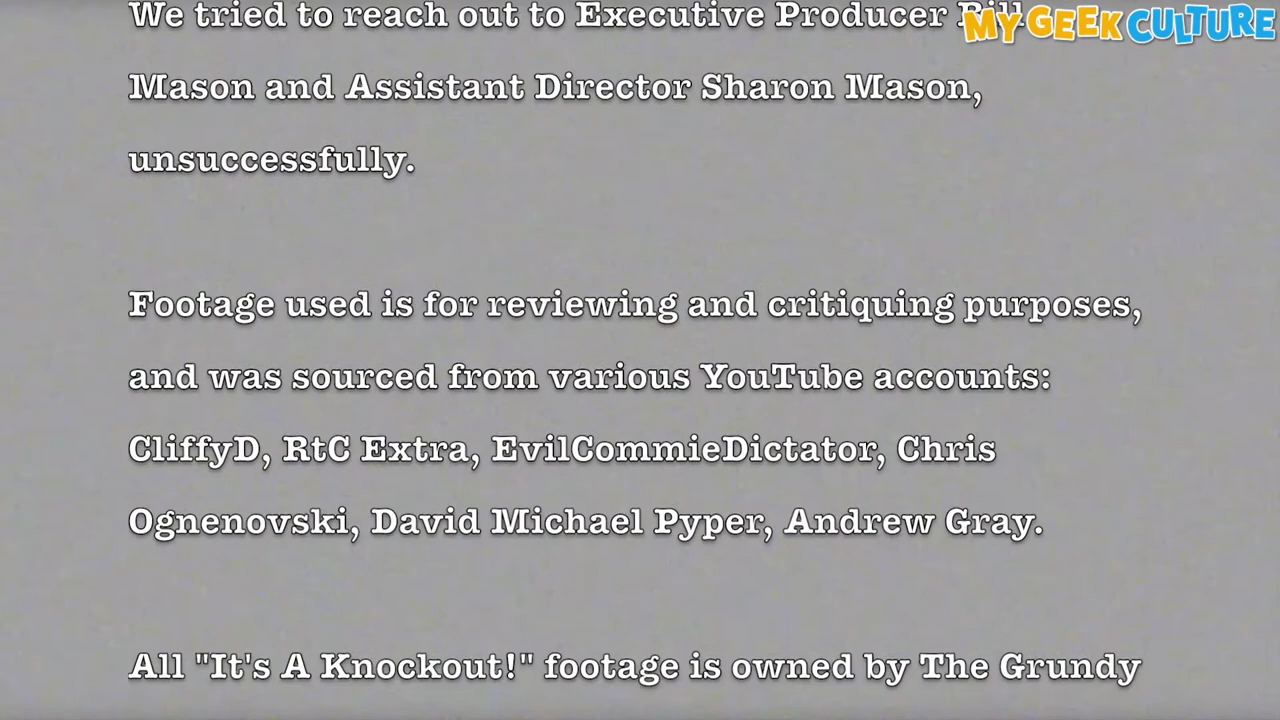 We tried to reach out to Executive Producer Bill
MY GEEK CULTURE
Mason and Assistant Director Sharon Mason,
unsuccessfully.
Footage used is for reviewing and critiquing purposes,
and was sourced from various YouTube accounts:
CliffyD, RtC Extra, EvilCommieDictator, Chris
Ognenovski, David Michael Pyper, Andrew Gray.
All "It's A Knockout!" footage is owned by The Grundy